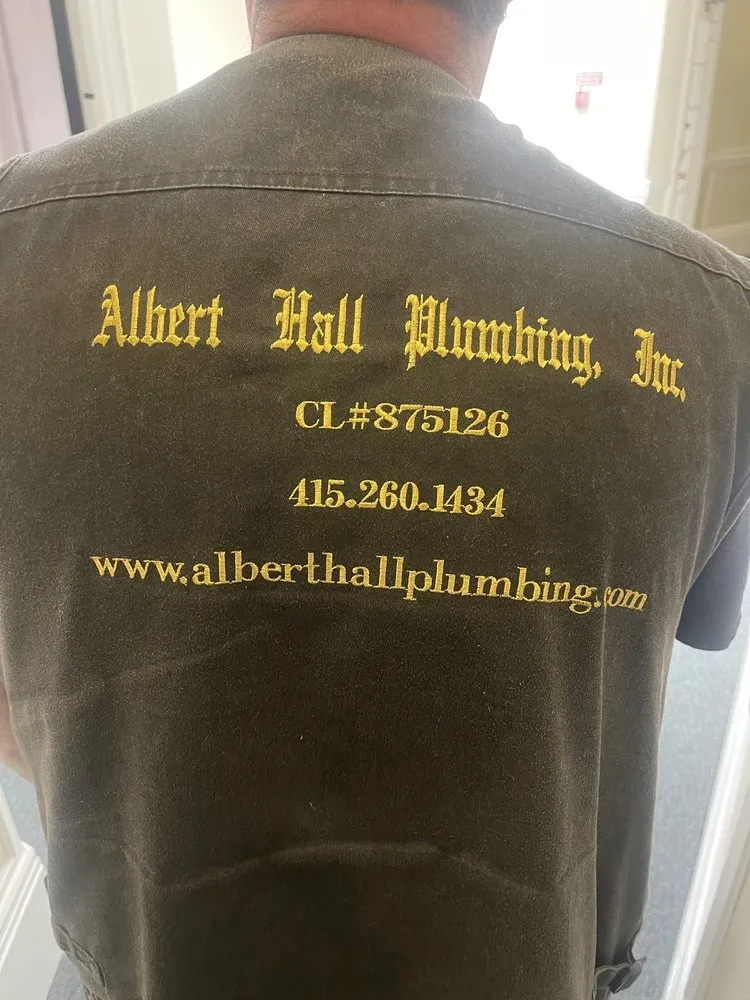 Albert Hall Plumbing, Inc.
CL#875126
415.260.1434
www.alberthallplumbing.com